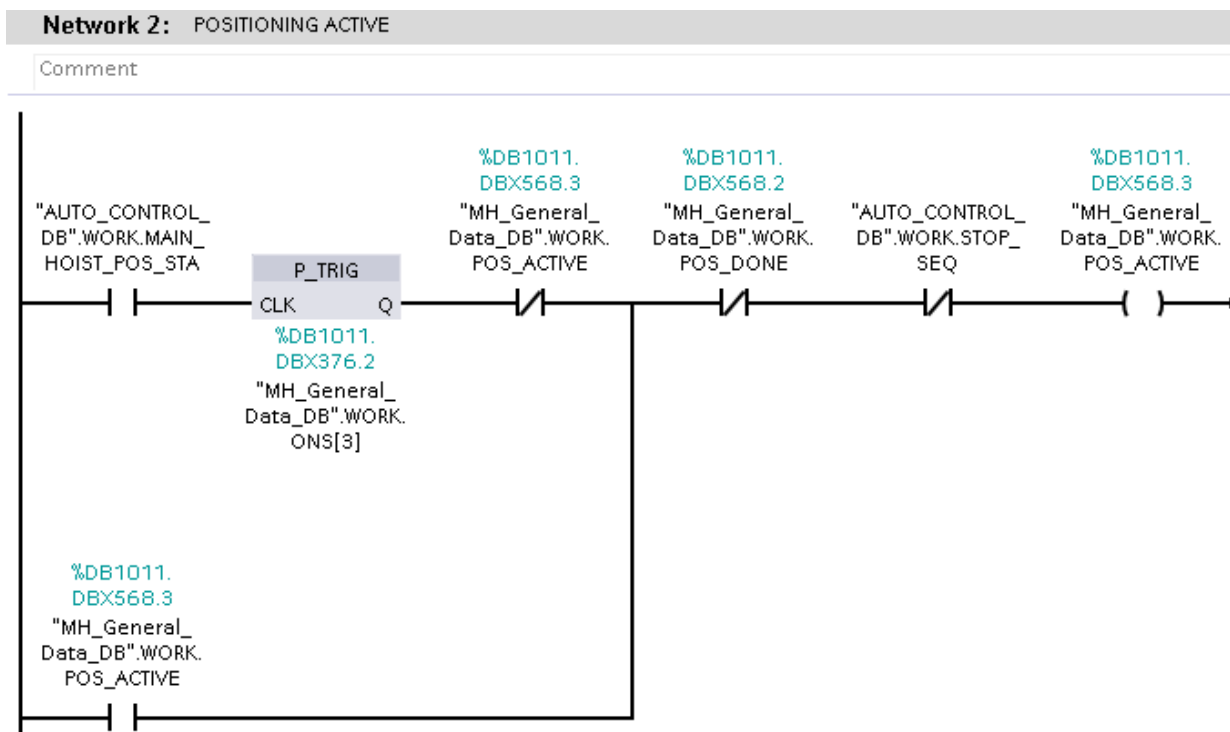 Network 2: POSITIONING ACTIVE
Comment
%DB1011.
DBX568.3
"MH_General_
Data_DB".WORK.
POS_ACTIVE
%DB1011.
DBX568.2
"MH_General_
Data_DB".WORK.
POS_DONE
%DB1011.
DBX568.3
"MH_General_
Data_DB".WORK.
POS_ACTIVE
"AUTO_CONTROL_
DB".WORK.MAIN_
HOIST_POS_STA
"AUTO_CONTROL_
DB".WORK.STOP_
SEQ
P_TRIG
CLK Q
%DB1011.
DBX376.2
"MH_General_
Data_DB".WORK.
ONS[3]
%DB1011.
DBX568.3
"MH_General_
Data_DB".WORK.
POS_ACTIVE